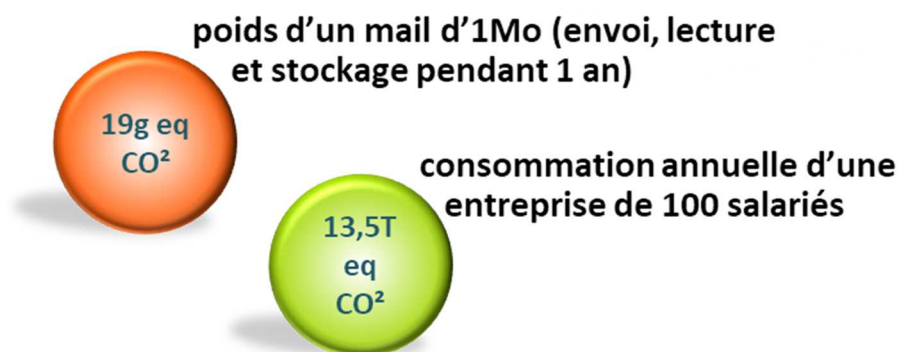 poids d’un mail d’1Mo (envoi, lecture
et stockage pendant 1 an)
19g eq
CO²
consommation annuelle d’une
entreprise de 100 salariés
13,5T
eq
CO²